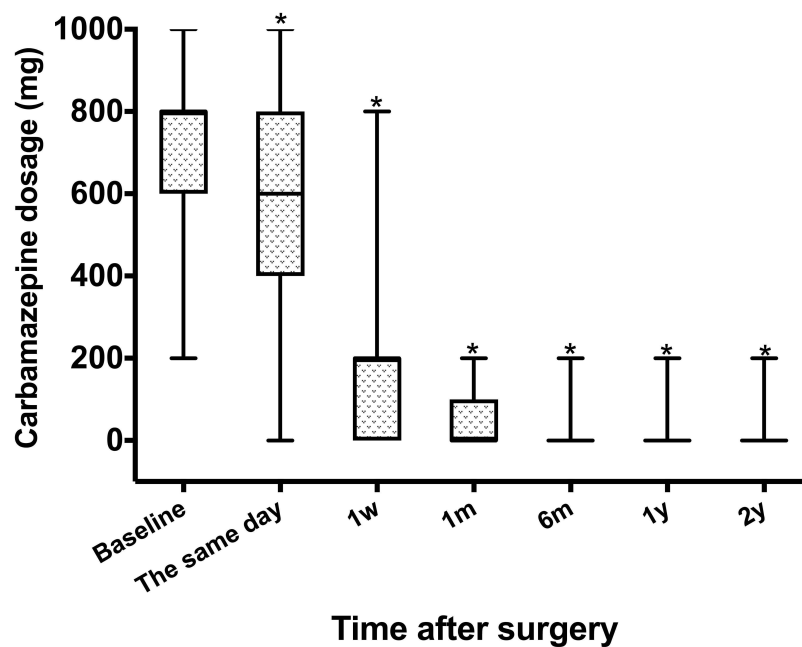 Carbamazepine dosage (mg)
1000
800
600
400
200
0
*
*
*
*
*
*
Baseline
The same day
1w
1m
6m
1y
2y
Time after surgery